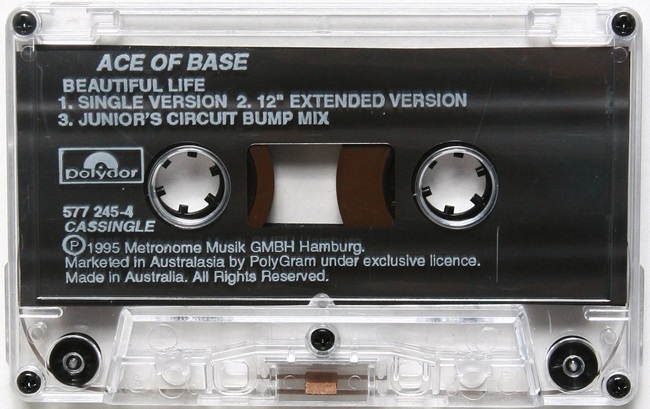 ACE OF BASE
BEAUTIFUL LIFE
1. SINGLE VERSION 2. 12" EXTENDED VERSION
3. JUNIOR'S CIRCUIT BUMP MIX
polydor
577 245-4
CASSINGLE
Ⓟ 1995 Metronome Musik GMBH Hamburg.
Marketed in Australasia by PolyGram under exclusive licence.
Made in Australia. All Rights Reserved.